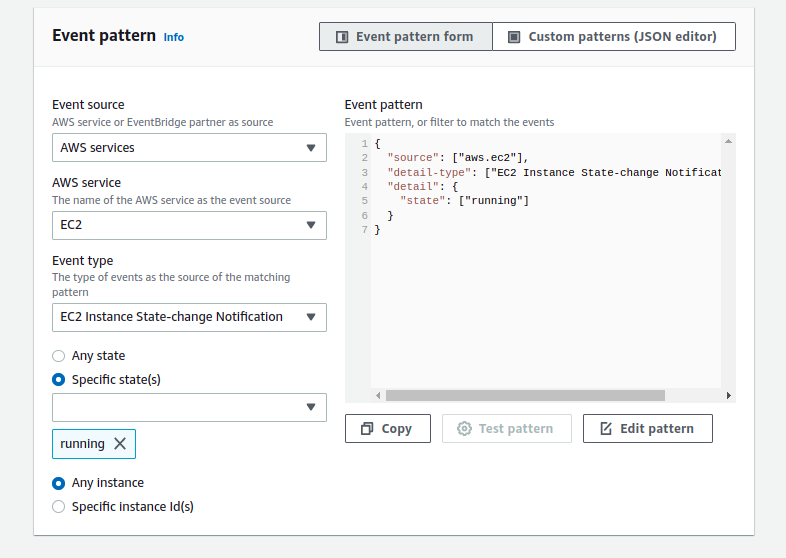 Event pattern Info
Event pattern form
Custom patterns (JSON editor)
Event source
AWS service or EventBridge partner as source
AWS services
AWS service
The name of the AWS service as the event source
EC2
Event type
The type of events as the source of the matching
pattern
EC2 Instance State-change Notification
Any state
Specific state(s)
running
Any instance
Specific instance Id(s)
Event pattern
Event pattern, or filter to match the events
1 {
2   "source": ["aws.ec2"],
3   "detail-type": ["EC2 Instance State-change Notificat
4   "detail": {
5     "state": ["running"]
6   }
7 }
Copy
Test pattern
Edit pattern